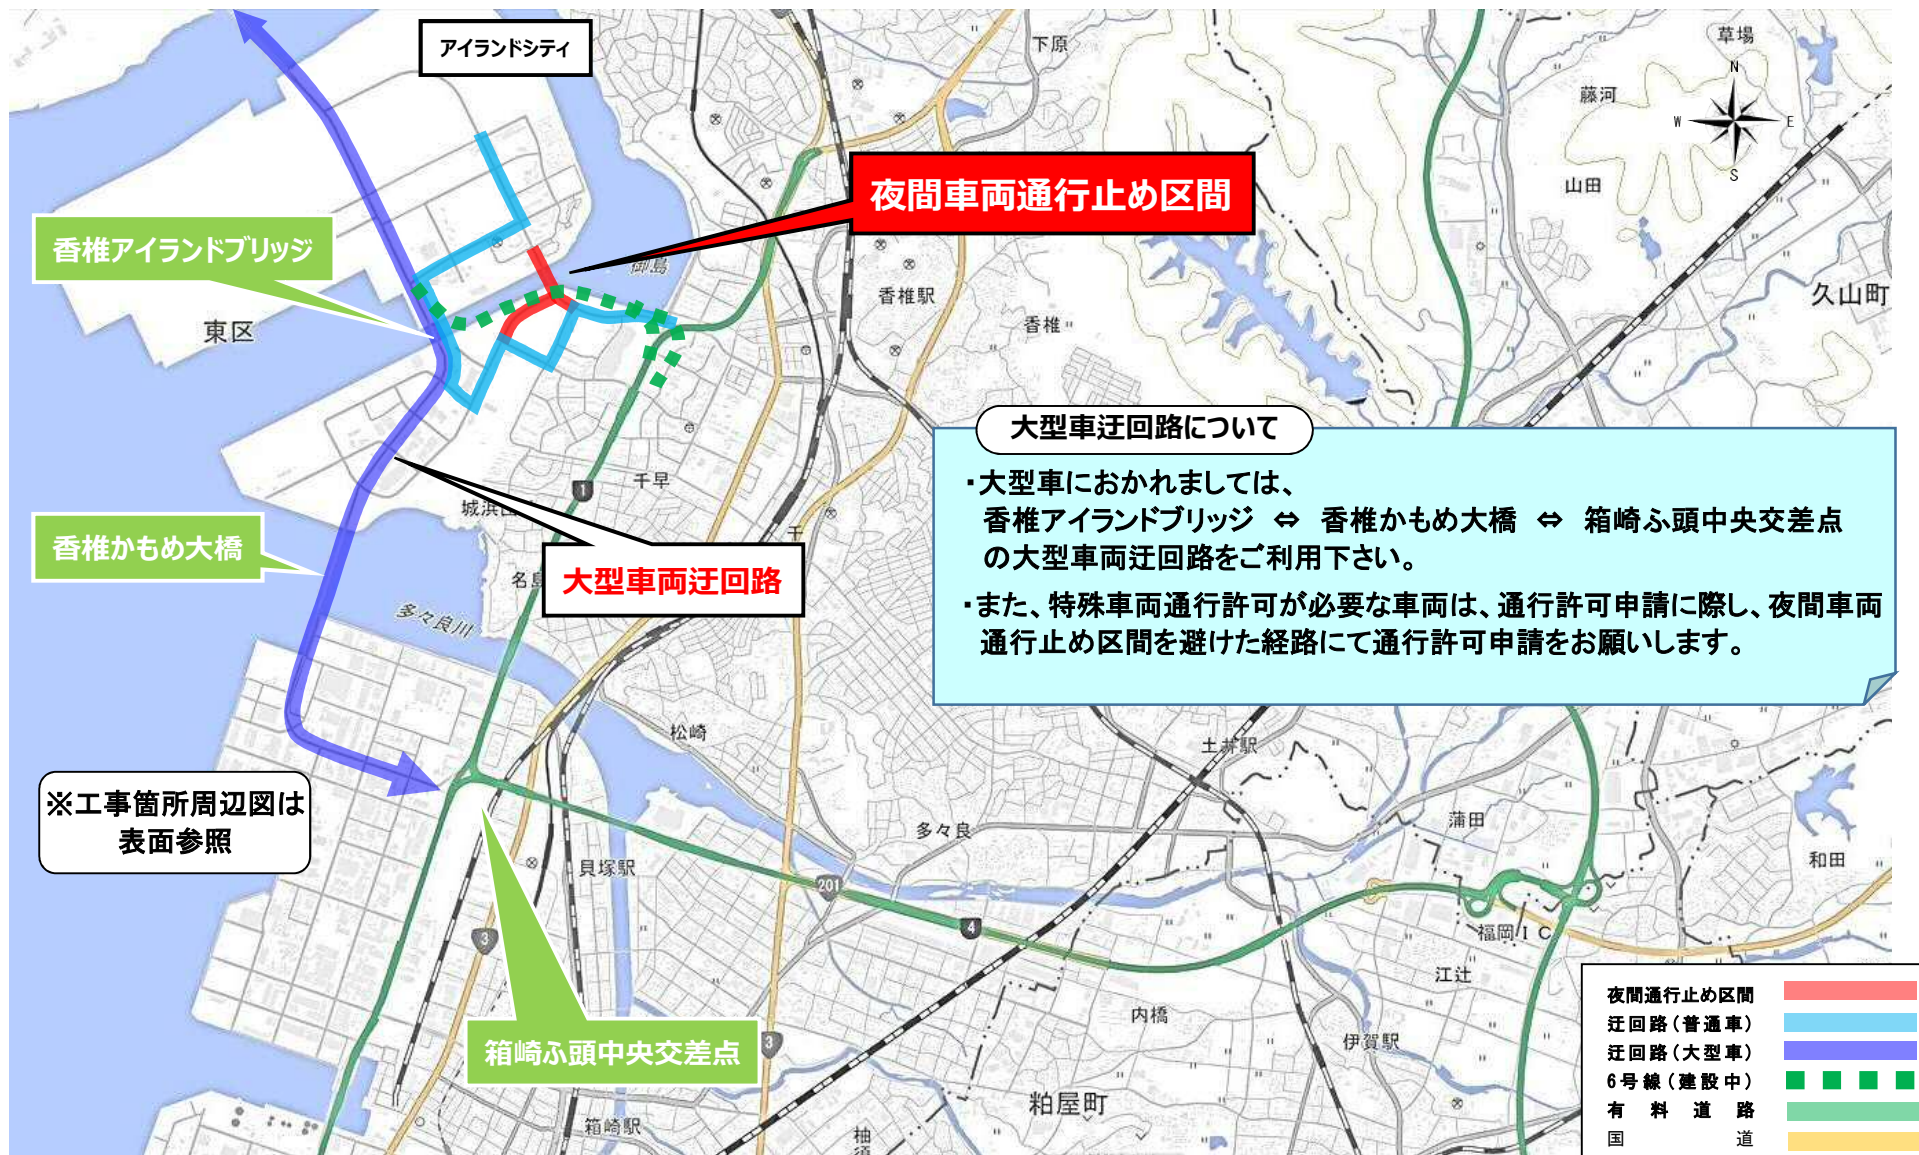 アイランドシティ
下原
草場
藤河
N
W
E
S
山田
夜間車両通行止め区間
香椎アイランドブリッジ
御島
香椎駅
久山町
東区
香椎
大型車迂回路について
・大型車におかれましては、
香椎アイランドブリッジ ⇔ 香椎かもめ大橋 ⇔ 箱崎ふ頭中央交差点
の大型車両迂回路をご利用下さい。
・また、特殊車両通行許可が必要な車両は、通行許可申請に際し、夜間車両
通行止め区間を避けた経路にて通行許可申請をお願いします。
千早
1
城浜
香椎かもめ大橋
大型車両迂回路
名島
多々良川
松崎
土井駅
※工事箇所周辺図は
表面参照
多々良
蒲田
和田
貝塚駅
201
4
3
福岡IC
江辻
内橋
伊賀駅
箱崎ふ頭中央交差点
3
粕屋町
箱崎駅
柚須
夜間通行止め区間
迂回路(普通車)
迂回路(大型車)
6号線(建設中)
有料道路
国道